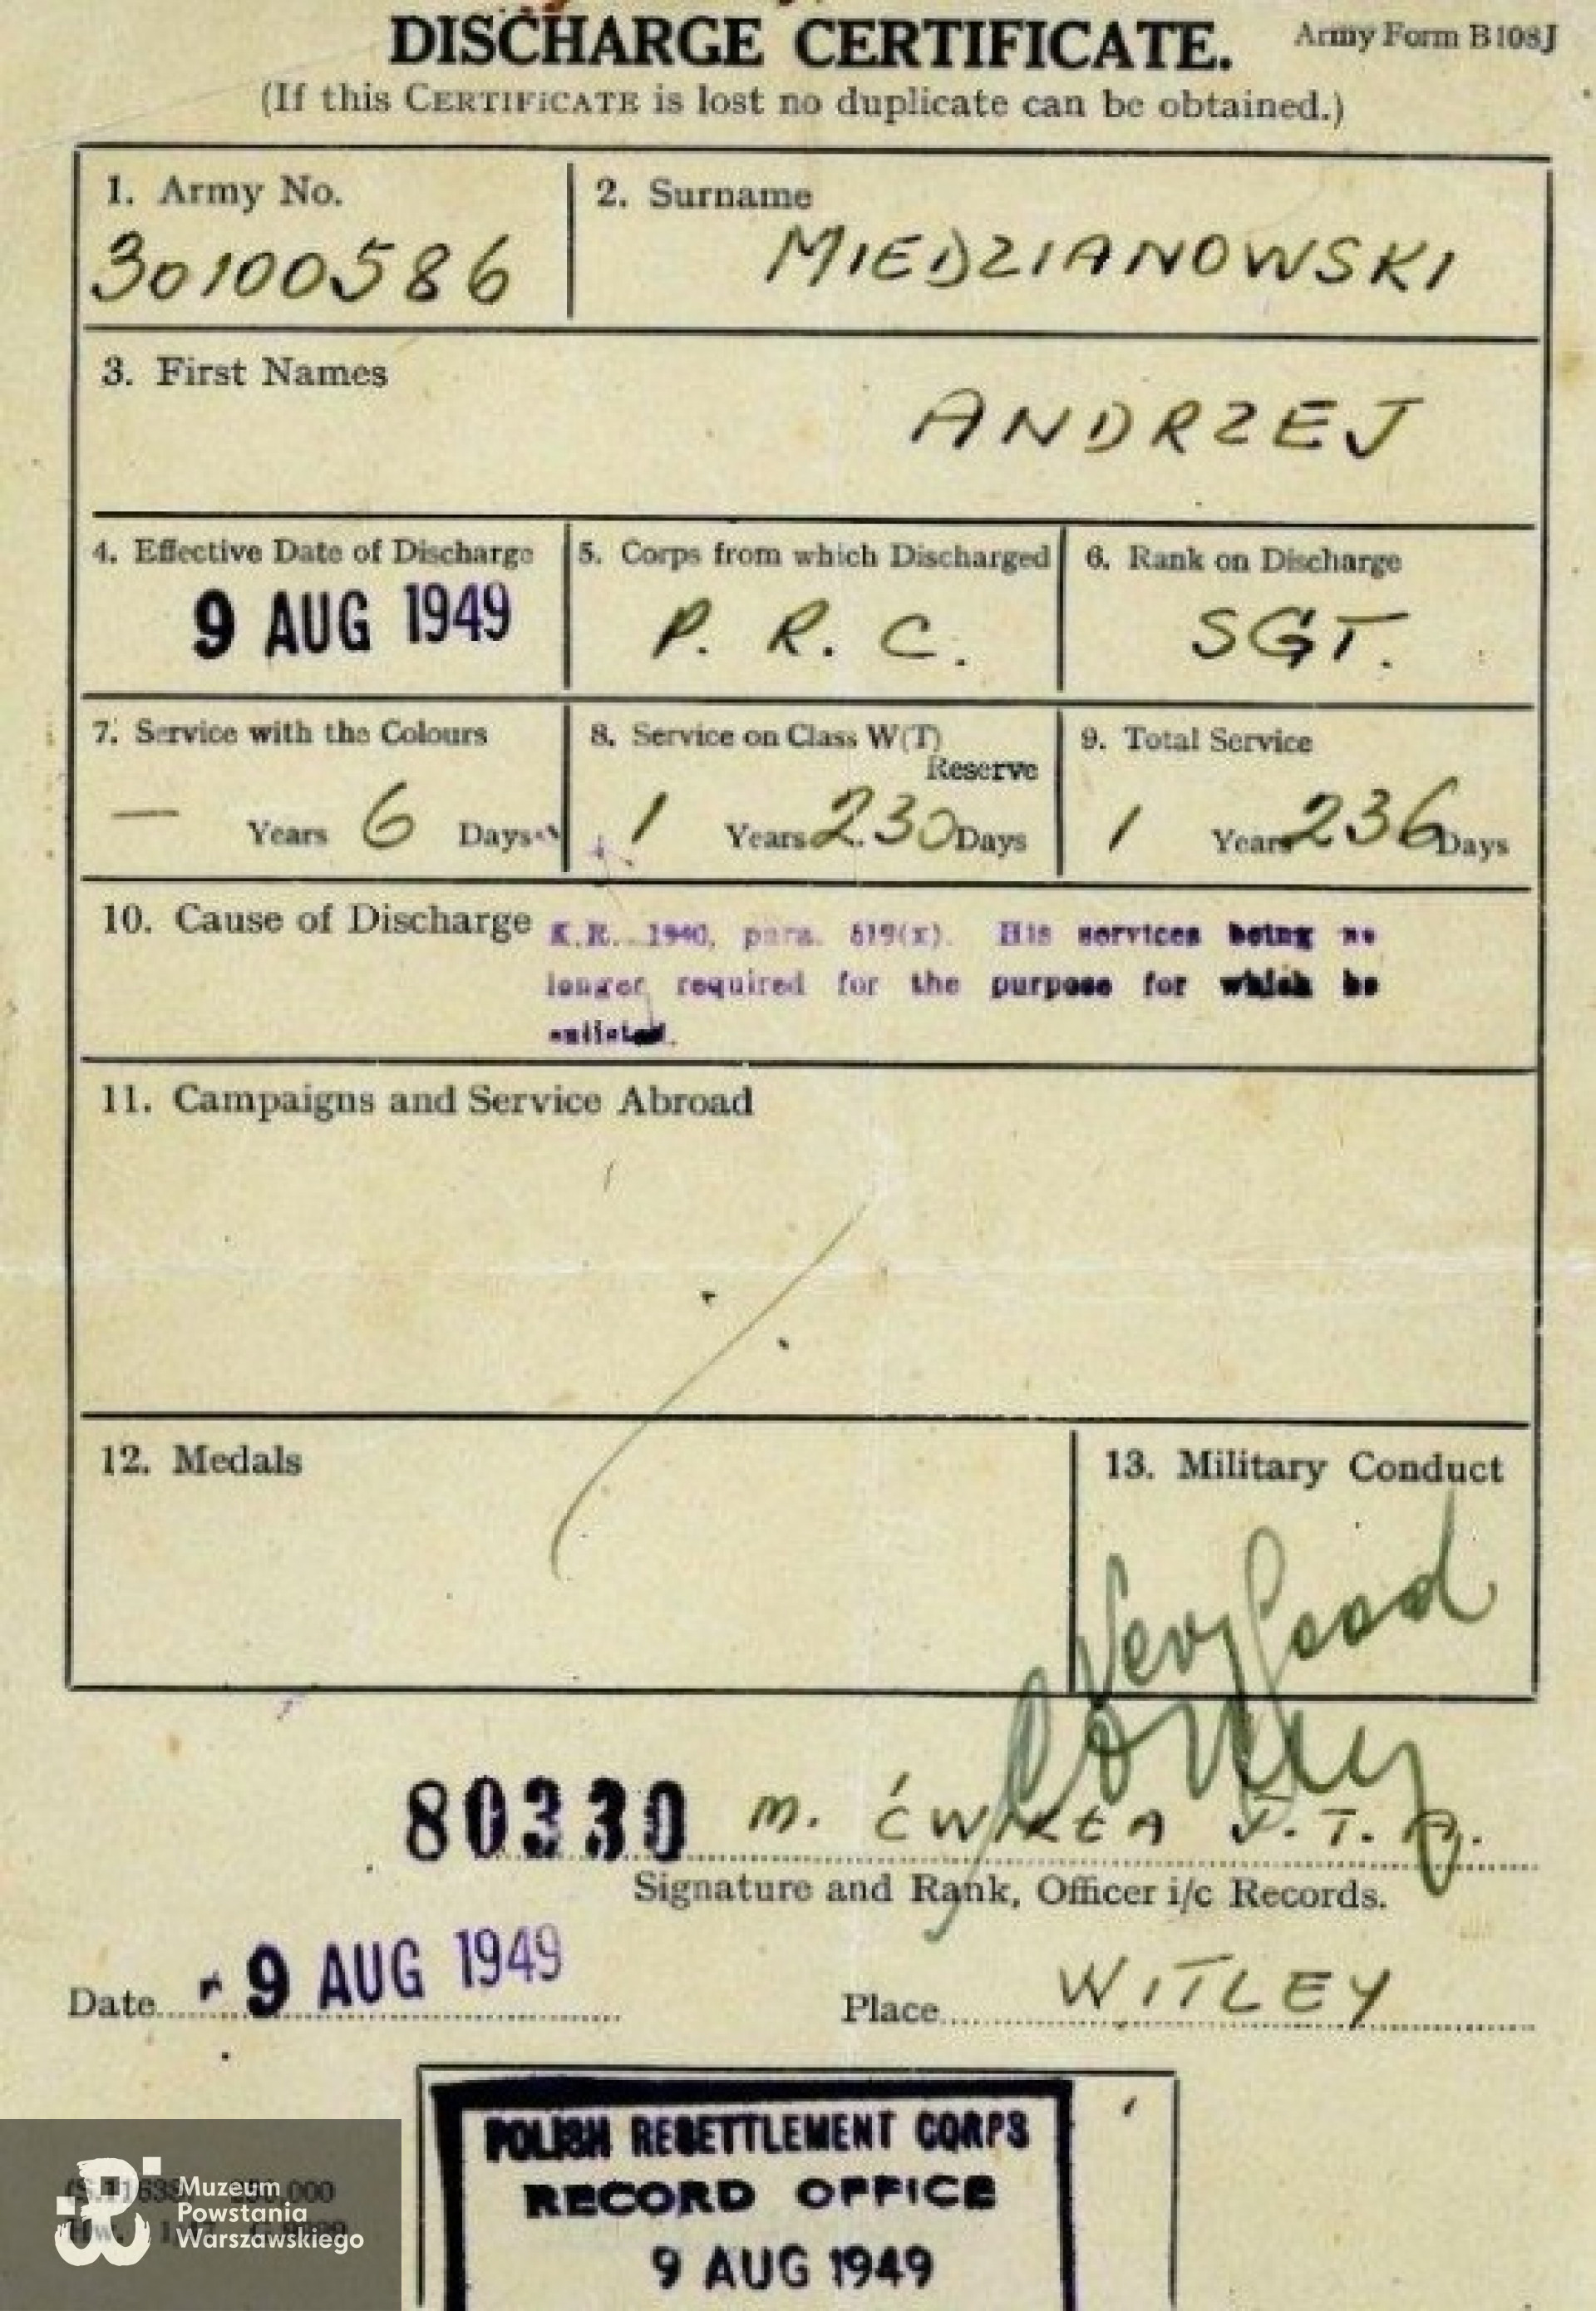 DISCHARGE CERTIFICATE.
Army Form B108J
(If this CERTIFICATE is lost no duplicate can be obtained.)
1. Army No.
30100586
2. Surname
MIEDZIANOWSKI
3. First Names
ANDRZEJ
4. Effective Date of Discharge
9 AUG 1949
5. Corps from which Discharged
P. R. C.
6. Rank on Discharge
SGT.
7. Service with the Colours
— Years 6 Days
8. Service on Class W(T)
Reserve
1 Years 230 Days
9. Total Service
1 Years 236 Days
10. Cause of Discharge K.R. 1940, para. 619(x). His services being no
longer required for the purpose for which he
enlisted.
11. Campaigns and Service Abroad
12. Medals
13. Military Conduct
Very Good
80330 M. ĆWIKŁA
Signature and Rank, Officer i/c Records.
Date 9 AUG 1949
Place WITLEY
POLISH RESETTLEMENT CORPS
RECORD OFFICE
9 AUG 1949
Muzeum
Powstania
Warszawskiego